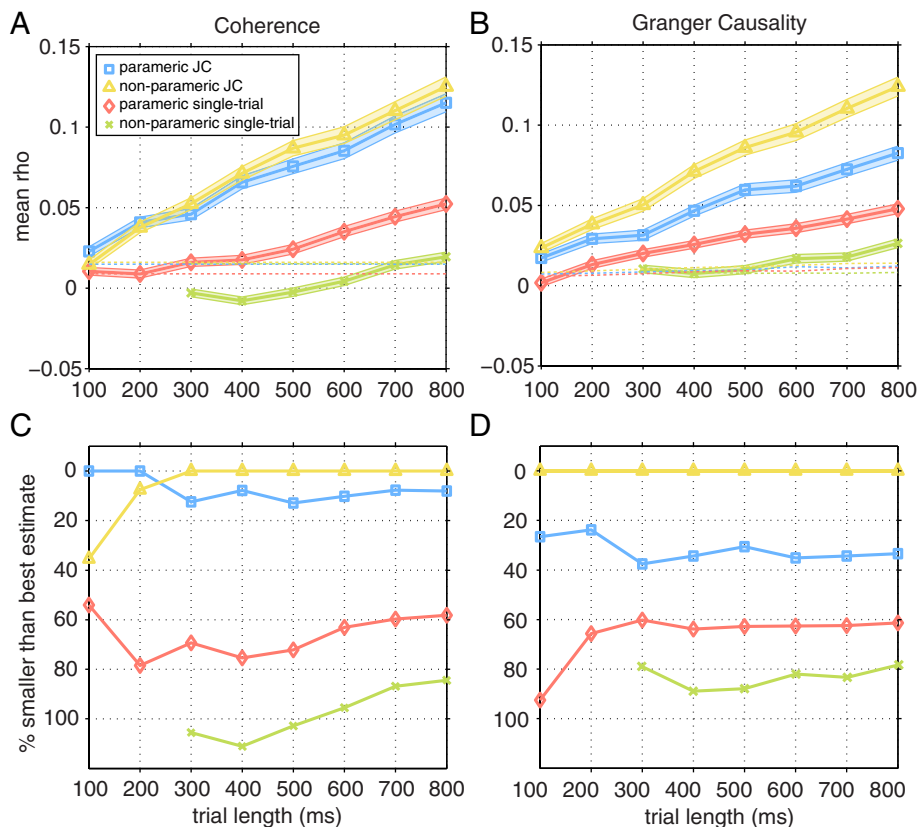 A
Coherence
B
Granger Causality
mean rho
0.15
0.1
0.05
0
−0.05
parameric JC
non-parameric JC
parameric single-trial
non-parameric single-trial
100 200 300 400 500 600 700 800
0.15
0.1
0.05
0
−0.05
100 200 300 400 500 600 700 800
C
D
% smaller than best estimate
0
20
40
60
80
100
100 200 300 400 500 600 700 800
trial length (ms)
0
20
40
60
80
100
100 200 300 400 500 600 700 800
trial length (ms)